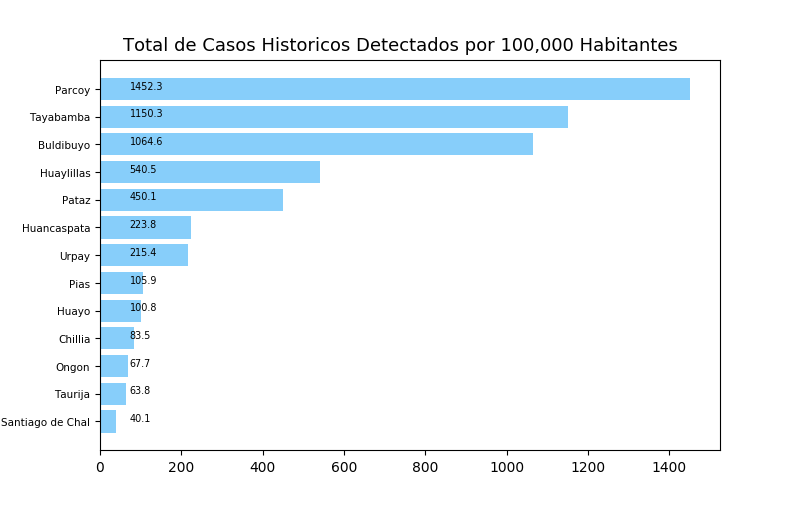 Total de Casos Historicos Detectados por 100,000 Habitantes
Parcoy 1452.3
Tayabamba 1150.3
Buldibuyo 1064.6
Huaylillas 540.5
Pataz 450.1
Huancaspata 223.8
Urpay 215.4
Pias 105.9
Huayo 100.8
Chillia 83.5
Ongon 67.7
Taurija 63.8
Santiago de Chal 40.1
0 200 400 600 800 1000 1200 1400